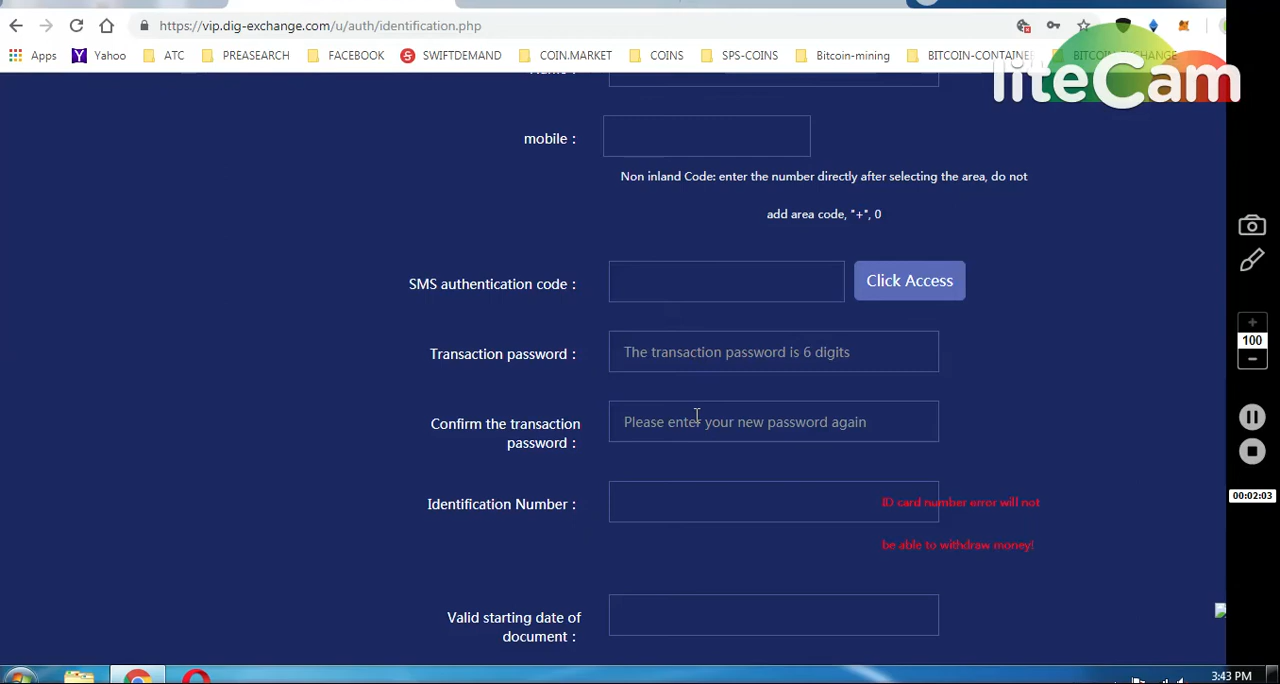 https://vip.dig-exchange.com/u/auth/identification.php
Apps Yahoo ATC PREASEARCH FACEBOOK SWIFTDEMAND COIN.MARKET COINS SPS-COINS Bitcoin-mining BITCOIN-CONTAINE BITCOIN-EXCHANGE
liteCam
mobile :
Non inland Code: enter the number directly after selecting the area, do not
add area code, "+", 0
SMS authentication code : Click Access
Transaction password : The transaction password is 6 digits
Confirm the transaction
password : Please enter your new password again
Identification Number : ID card number error will not
be able to withdraw money!
Valid starting date of
document :
100
00:02:03
3:43 PM